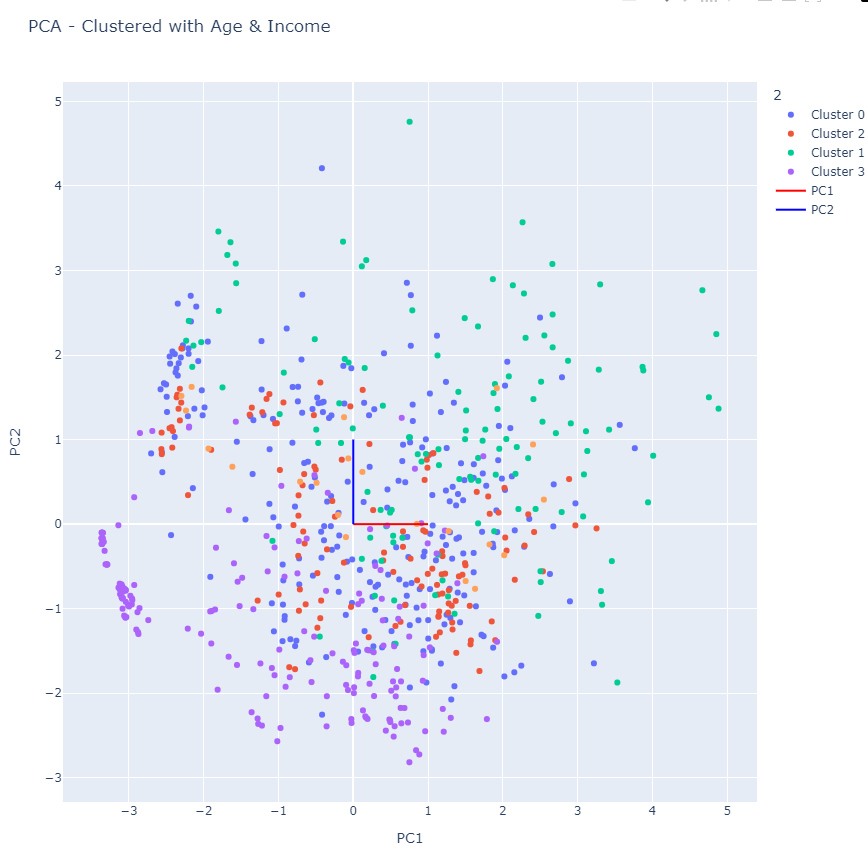 PCA - Clustered with Age & Income
2
Cluster 0
Cluster 2
Cluster 1
Cluster 3
PC1
PC2
5
4
3
2
1
0
−1
−2
−3
PC2
−3 −2 −1 0 1 2 3 4 5
PC1